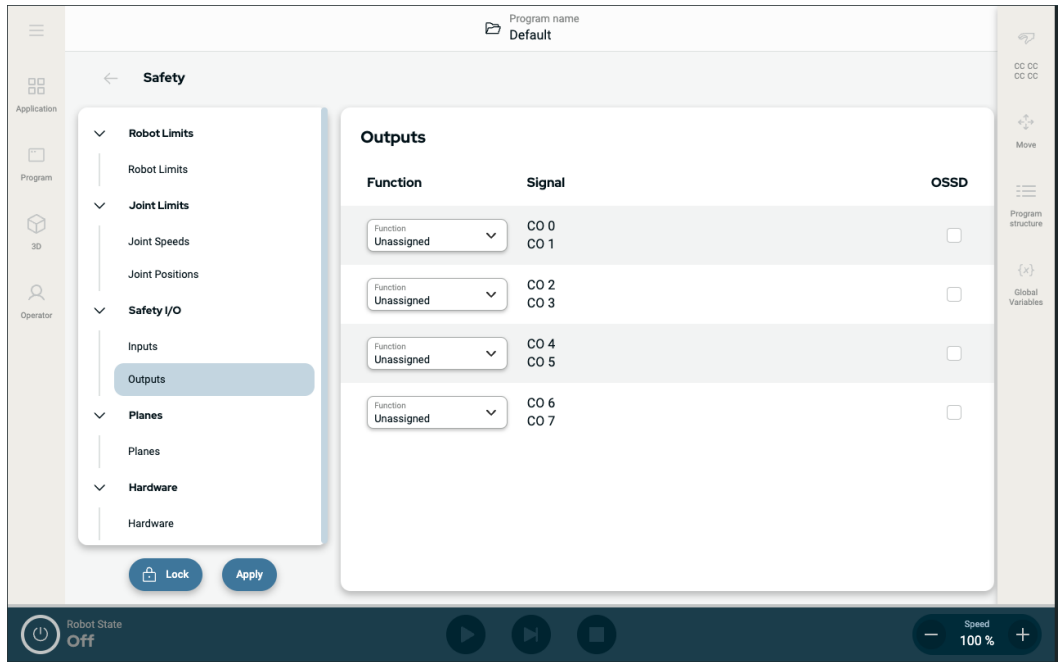 Program name
Default
Application
Program
3D
Operator
Safety
Robot Limits
Robot Limits
Joint Limits
Joint Speeds
Joint Positions
Safety I/O
Inputs
Outputs
Planes
Planes
Hardware
Hardware
Lock
Apply
Outputs
Function
Signal
OSSD
Function
Unassigned
CO 0
CO 1
Function
Unassigned
CO 2
CO 3
Function
Unassigned
CO 4
CO 5
Function
Unassigned
CO 6
CO 7
CC CC
CC CC
Move
Program
structure
{x}
Global
Variables
Robot State
Off
Speed
100 %